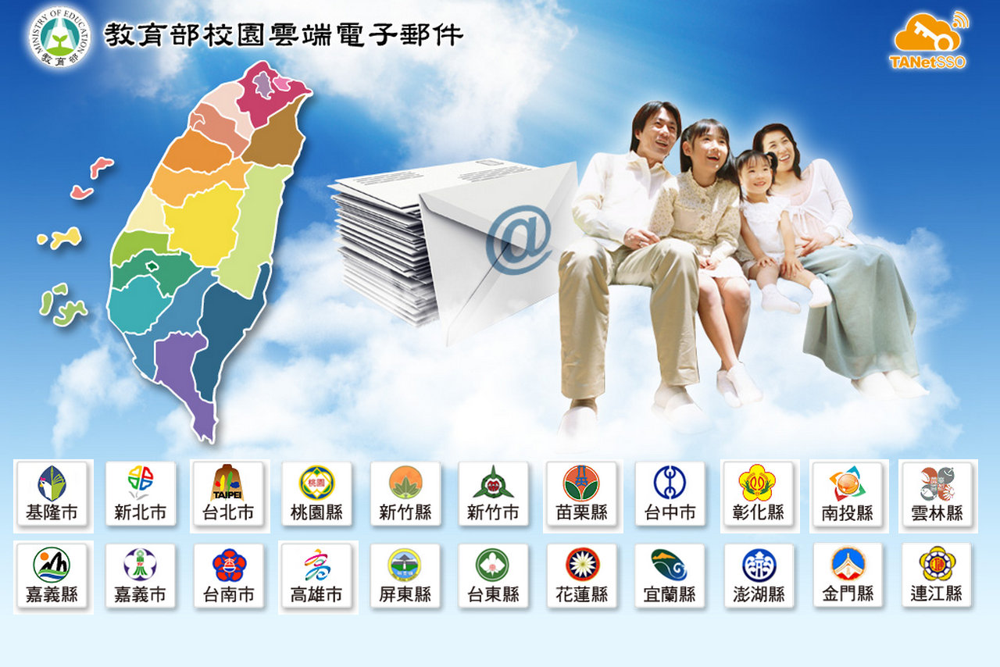 MINISTRY OF EDUCATION
教育部
教育部校園雲端電子郵件
TANetSSO
@
桃園
TAIPEI
基隆市
新北市
台北市
桃園縣
新竹縣
新竹市
苗栗縣
台中市
彰化縣
南投縣
雲林縣
嘉義縣
嘉義市
台南市
高雄市
屏東縣
台東縣
花蓮縣
宜蘭縣
澎湖縣
金門縣
連江縣